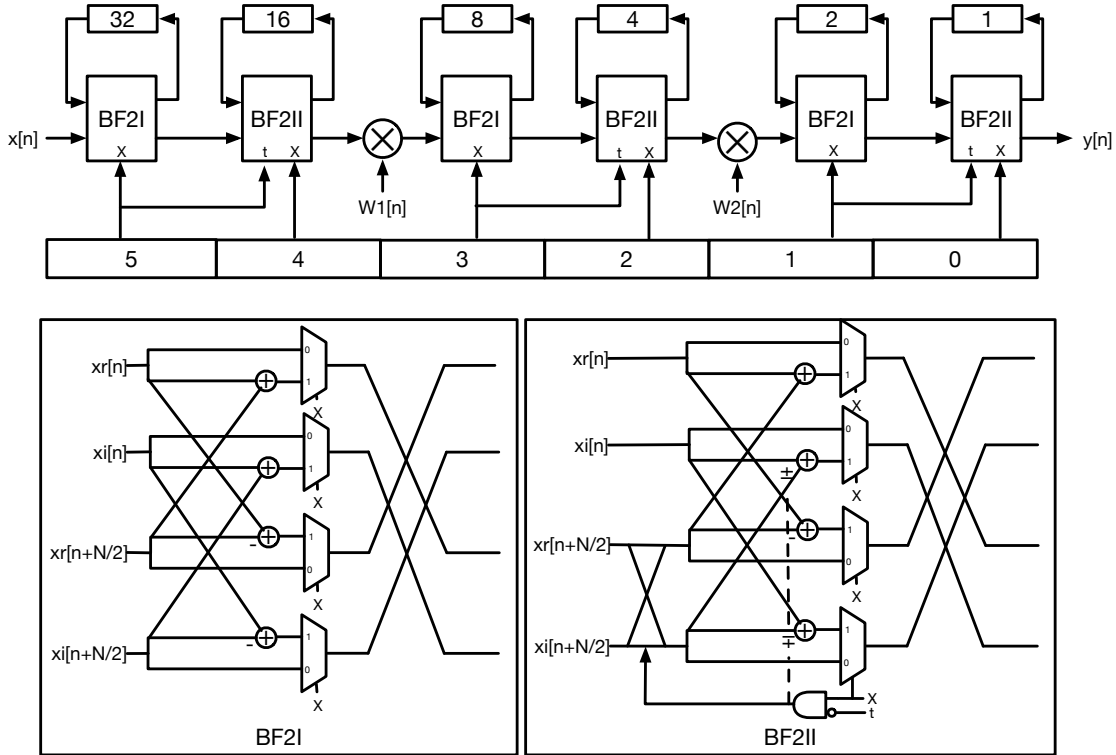 32 16 8 4 2 1
BF2I BF2II BF2I BF2II BF2I BF2II
x[n] y[n]
X t X X t X X t X
W1[n] W2[n]
5 4 3 2 1 0
xr[n] 0
+ 1
X
xi[n] 0
+ 1
X
xr[n+N/2] - + 1
0
X
xi[n+N/2] - + 1
0
X
BF2I
xr[n] 0
+ 1
X
xi[n] 0
+ 1
± X
xr[n+N/2] - + 1
0
X
xi[n+N/2] + 1
∓ 0
X
t
BF2II